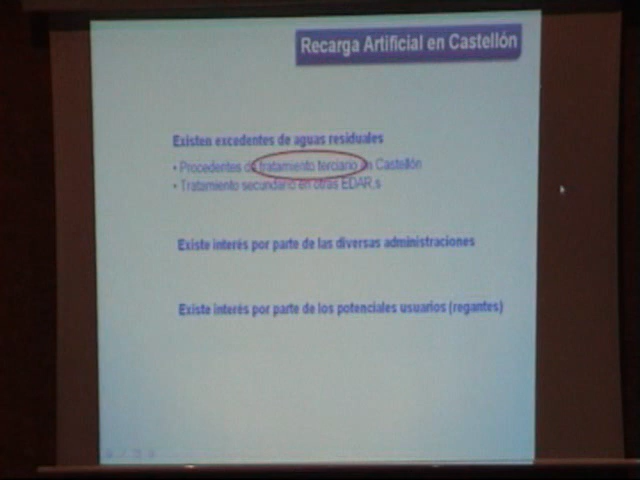 Recarga Artificial en Castellón
Existen excedentes de aguas residuales
• Procedentes de tratamiento terciario en Castellón
• Tratamiento secundario en otras EDAR,s
Existe interés por parte de las diversas administraciones
Existe interés por parte de los potenciales usuarios (regantes)